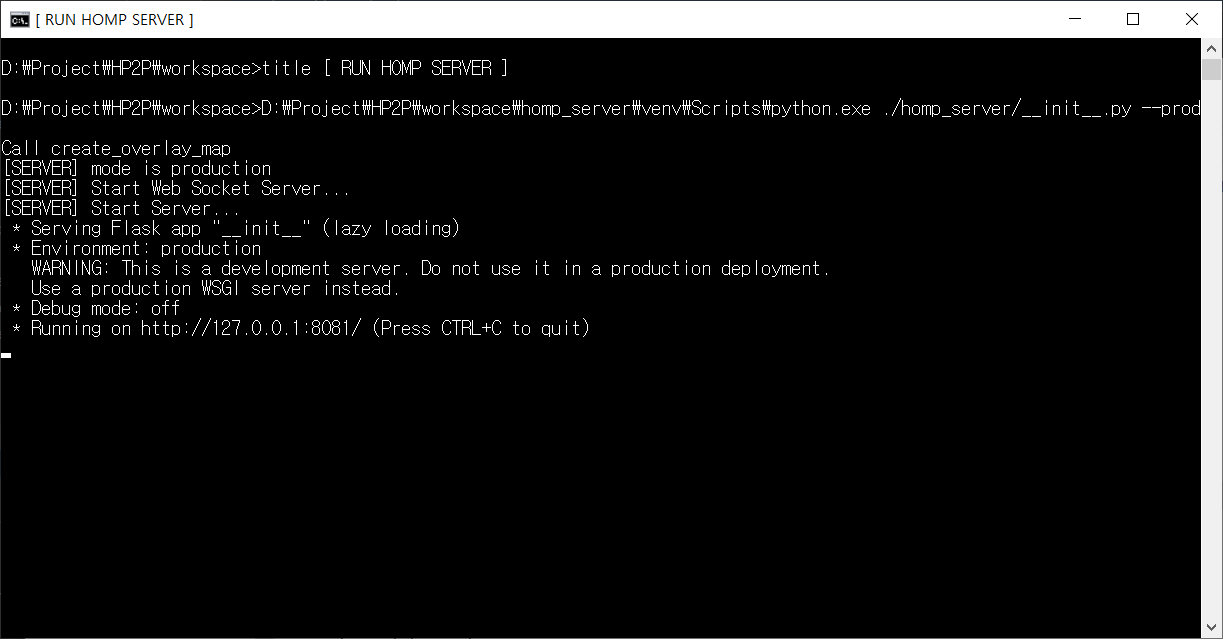 [ RUN HOMP SERVER ]
D:₩Project₩HP2P₩workspace>title [ RUN HOMP SERVER ]
D:₩Project₩HP2P₩workspace>D:₩Project₩HP2P₩workspace₩homp_server₩venv₩Scripts₩python.exe ./homp_server/__init__.py --prod
Call create_overlay_map
[SERVER] mode is production
[SERVER] Start Web Socket Server...
[SERVER] Start Server...
 * Serving Flask app "__init__" (lazy loading)
 * Environment: production
   WARNING: This is a development server. Do not use it in a production deployment.
   Use a production WSGI server instead.
 * Debug mode: off
 * Running on http://127.0.0.1:8081/ (Press CTRL+C to quit)